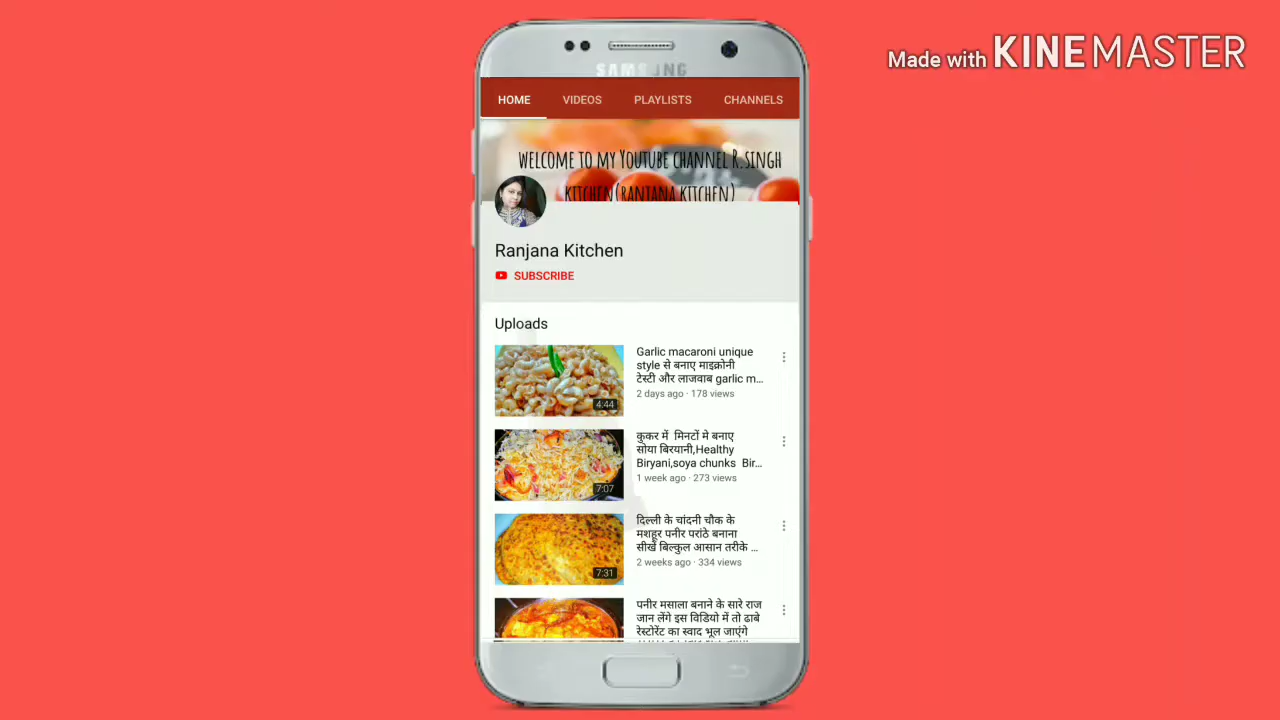 Made with KINEMASTER
SAMSUNG
HOME VIDEOS PLAYLISTS CHANNELS
WELCOME TO MY YOUTUBE CHANNEL R.SINGH
KITCHEN(RANJANA KITCHEN)
Ranjana Kitchen
SUBSCRIBE
Uploads
Garlic macaroni unique
style से बनाए माइक्रोनी
टेस्टी और लाजवाब garlic m...
2 days ago · 178 views
4:44
कुकर में मिनटों मे बनाए
सोया बिरयानी,Healthy
Biryani,soya chunks Bir...
1 week ago · 273 views
7:07
दिल्ली के चांदनी चौक के
मशहूर पनीर परांठे बनाना
सीखें बिल्कुल आसान तरीके ...
2 weeks ago · 334 views
7:31
पनीर मसाला बनाने के सारे राज
जान लेंगे इस विडियो में तो ढाबे
रेस्टोरेंट का स्वाद भूल जाएंगे